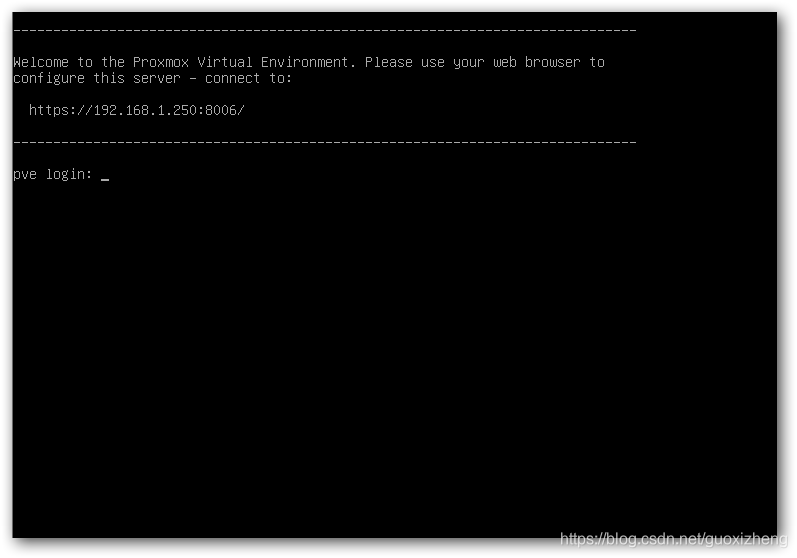 ------------------------------------------------------------------------------
Welcome to the Proxmox Virtual Environment. Please use your web browser to
configure this server - connect to:
https://192.168.1.250:8006/
------------------------------------------------------------------------------
pve login: _
https://blog.csdn.net/guoxizheng